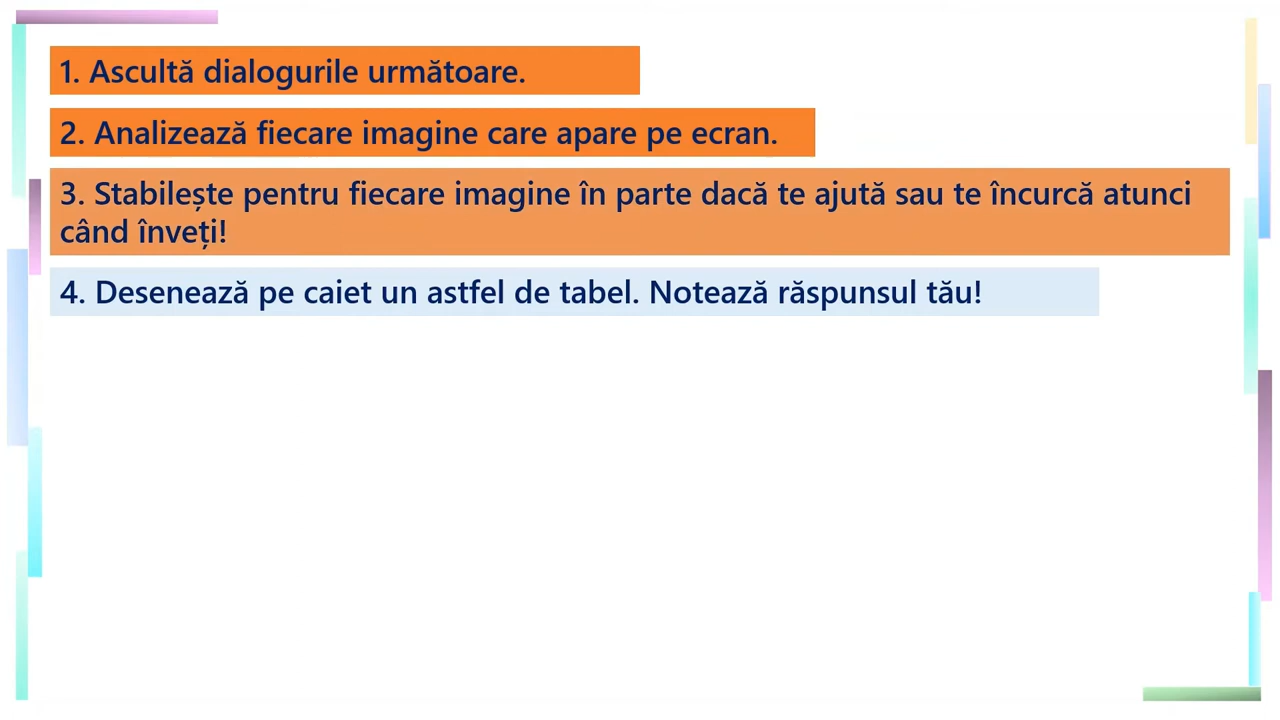 1. Ascultă dialogurile următoare.
2. Analizează fiecare imagine care apare pe ecran.
3. Stabilește pentru fiecare imagine în parte dacă te ajută sau te încurcă atunci
când înveți!
4. Desenează pe caiet un astfel de tabel. Notează răspunsul tău!